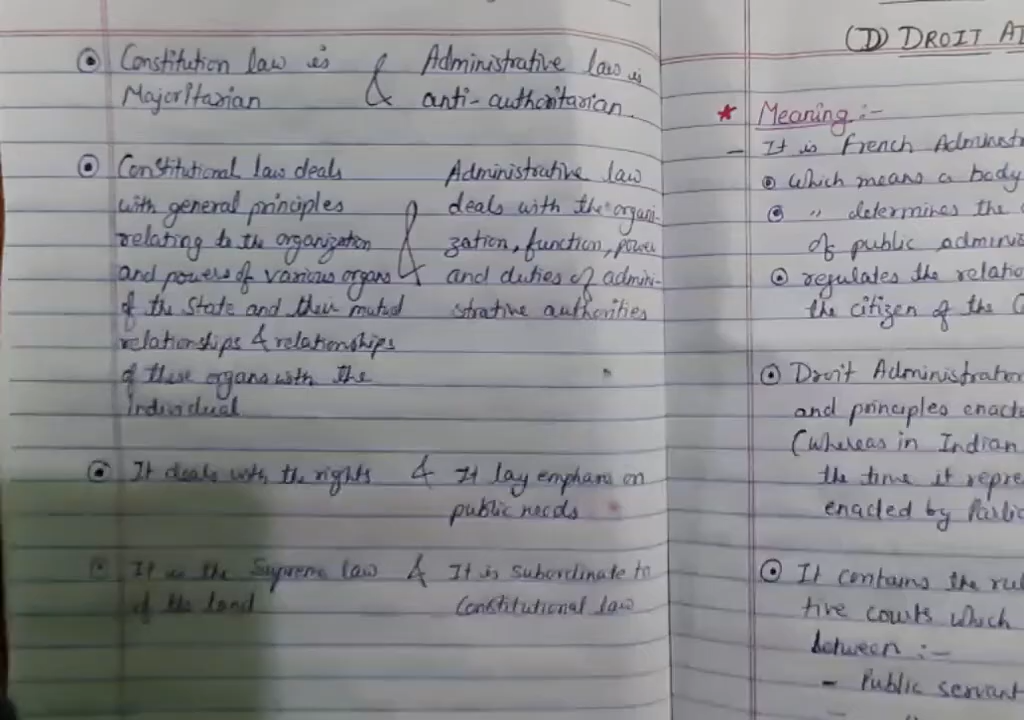 ⊙ Constitution law is & Administrative law is
Majoritarian anti-authoritarian.
⊙ Constitutional law deals Administrative law
with general principles & deals with the organi-
relating to the organization zation, function, power
and powers of various organs and duties of admini-
of the State and their mutual strative authorities
relationships & relationships
of these organs with the
individual
⊙ It deals with the rights & It lay emphasis on
public needs
⊙ It is the Supreme law & It is subordinate to
of the land Constitutional law
(D) DROIT AT
* Meaning :-
- It is French Administ
⊙ which means a body
⊙ " determines the
of public adminis
⊙ regulates the relatio
the citizen of the
⊙ Droit Administration
and principles enacte
(whereas in Indian
the time it repre
enacted by Parlia
⊙ It contains the rul
tive courts which
between :-
- Public servant